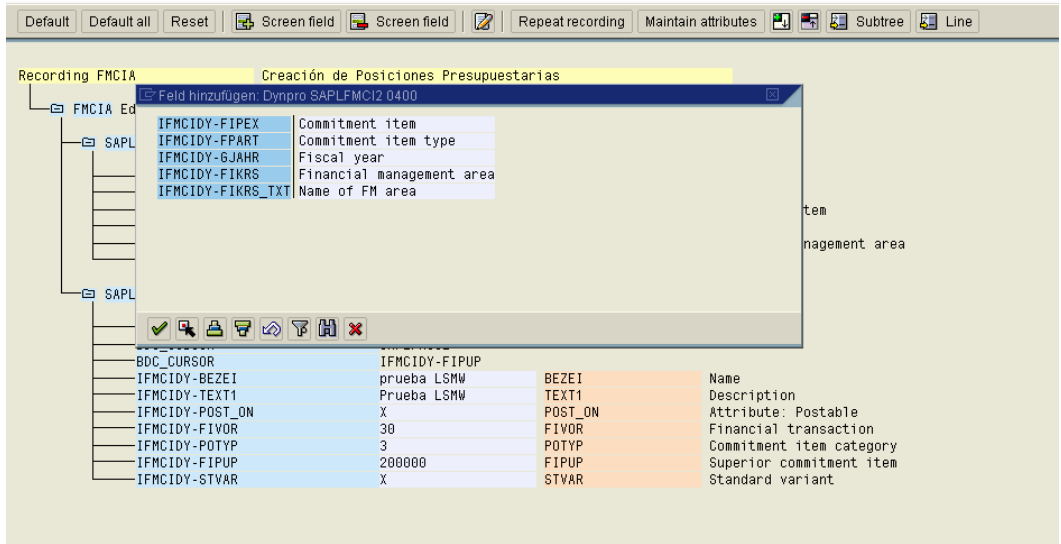 Default Default all Reset Screen field Screen field Repeat recording Maintain attributes Subtree Line
Recording FMCIA Creación de Posiciones Presupuestarias
Feld hinzufügen: Dynpro SAPLFMCI2 0400
FMCIA Ed
IFMCIDY-FIPEX Commitment item
IFMCIDY-FPART Commitment item type
SAPL
IFMCIDY-GJAHR Fiscal year
IFMCIDY-FIKRS Financial management area
IFMCIDY-FIKRS_TXT Name of FM area
tem
nagement area
SAPL
BDC_CURSOR IFMCIDY-FIPUP
IFMCIDY-BEZEI prueba LSMW BEZEI Name
IFMCIDY-TEXT1 Prueba LSMW TEXT1 Description
IFMCIDY-POST_ON X POST_ON Attribute: Postable
IFMCIDY-FIVOR 30 FIVOR Financial transaction
IFMCIDY-POTYP 3 POTYP Commitment item category
IFMCIDY-FIPUP 200000 FIPUP Superior commitment item
IFMCIDY-STVAR X STVAR Standard variant